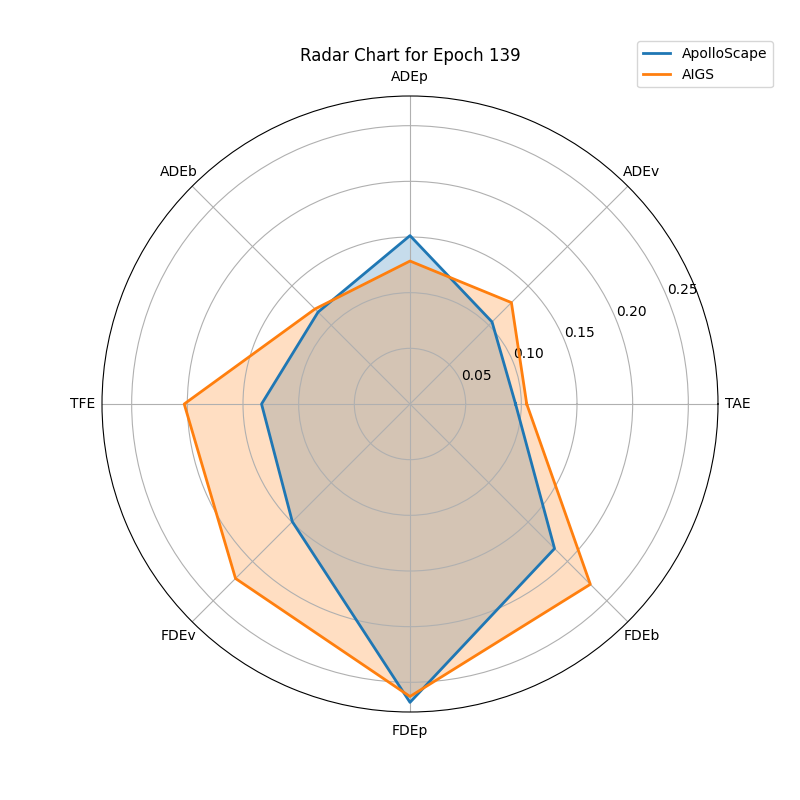 Radar Chart for Epoch 139
ApolloScape
AIGS
ADEp
ADEb
ADEv
0.25
0.20
0.15
0.10
0.05
TFE
TAE
FDEv
FDEb
FDEp